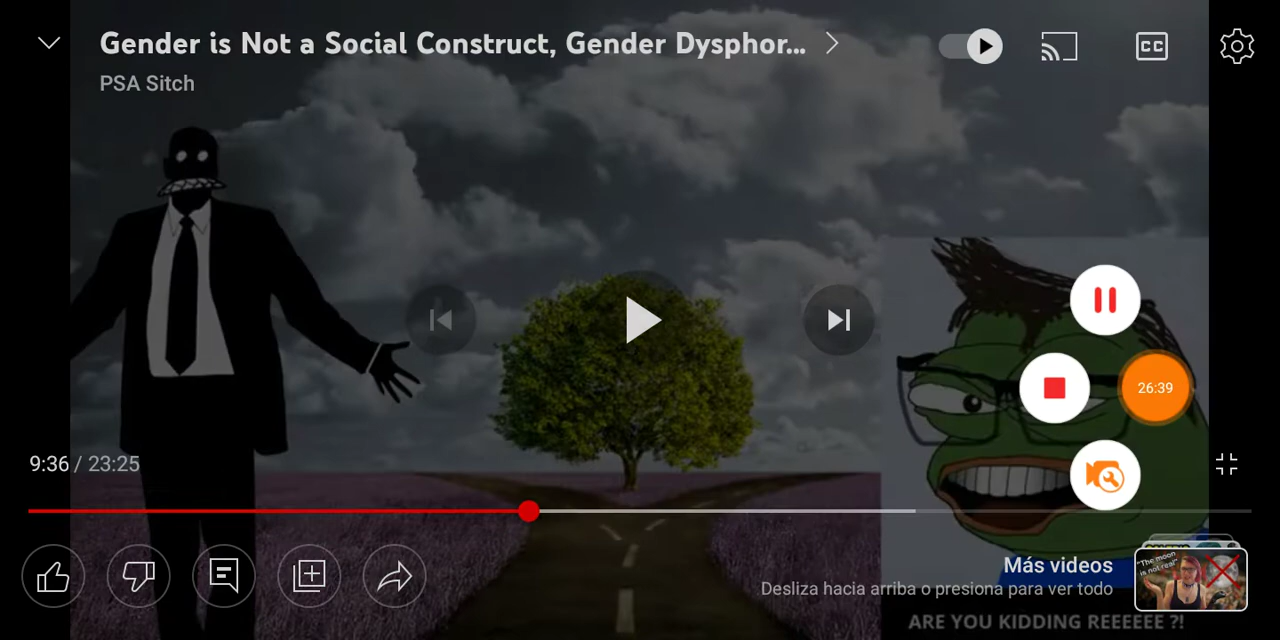 Gender is Not a Social Construct, Gender Dysphor...
PSA Sitch
CC
26:39
9:36 / 23:25
Más videos
Desliza hacia arriba o presiona para ver todo
"The moon
is not real"
ARE YOU KIDDING REEEEEE ?!